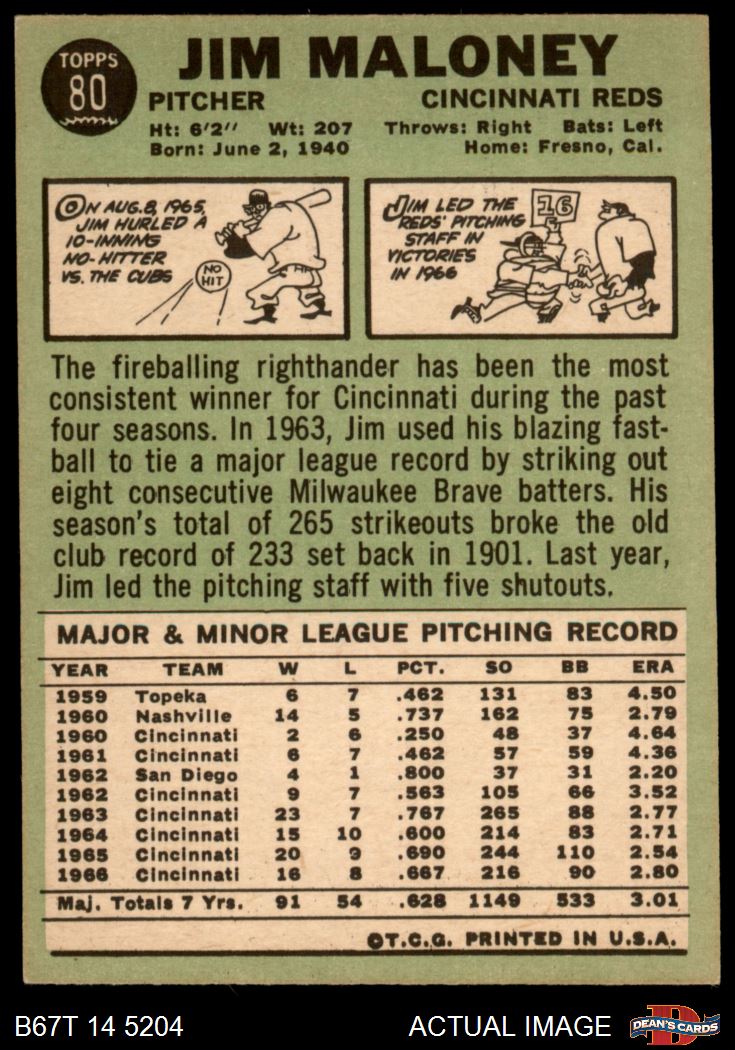 TOPPS
80
JIM MALONEY
PITCHER CINCINNATI REDS
Ht: 6'2" Wt: 207 Throws: Right Bats: Left
Born: June 2, 1940 Home: Fresno, Cal.
ON AUG. 8, 1965,
JIM HURLED A
10-INNING
NO-HITTER
VS. THE CUBS
NO
HIT
JIM LED THE
REDS' PITCHING
STAFF IN
VICTORIES
IN 1966
16
The fireballing righthander has been the most
consistent winner for Cincinnati during the past
four seasons. In 1963, Jim used his blazing fast-
ball to tie a major league record by striking out
eight consecutive Milwaukee Brave batters. His
season's total of 265 strikeouts broke the old
club record of 233 set back in 1901. Last year,
Jim led the pitching staff with five shutouts.
MAJOR & MINOR LEAGUE PITCHING RECORD
YEAR TEAM W L PCT. SO BB ERA
1959 Topeka 6 7 .462 131 83 4.50
1960 Nashville 14 5 .737 162 75 2.79
1960 Cincinnati 2 6 .250 48 37 4.64
1961 Cincinnati 6 7 .462 57 59 4.36
1962 San Diego 4 1 .800 37 31 2.20
1962 Cincinnati 9 7 .563 105 66 3.52
1963 Cincinnati 23 7 .767 265 88 2.77
1964 Cincinnati 15 10 .600 214 83 2.71
1965 Cincinnati 20 9 .690 244 110 2.54
1966 Cincinnati 16 8 .667 216 90 2.80
Maj. Totals 7 Yrs. 91 54 .628 1149 533 3.01
©T.C.G. PRINTED IN U.S.A.
B67T 14 5204 ACTUAL IMAGE
D
DEAN'S CARDS